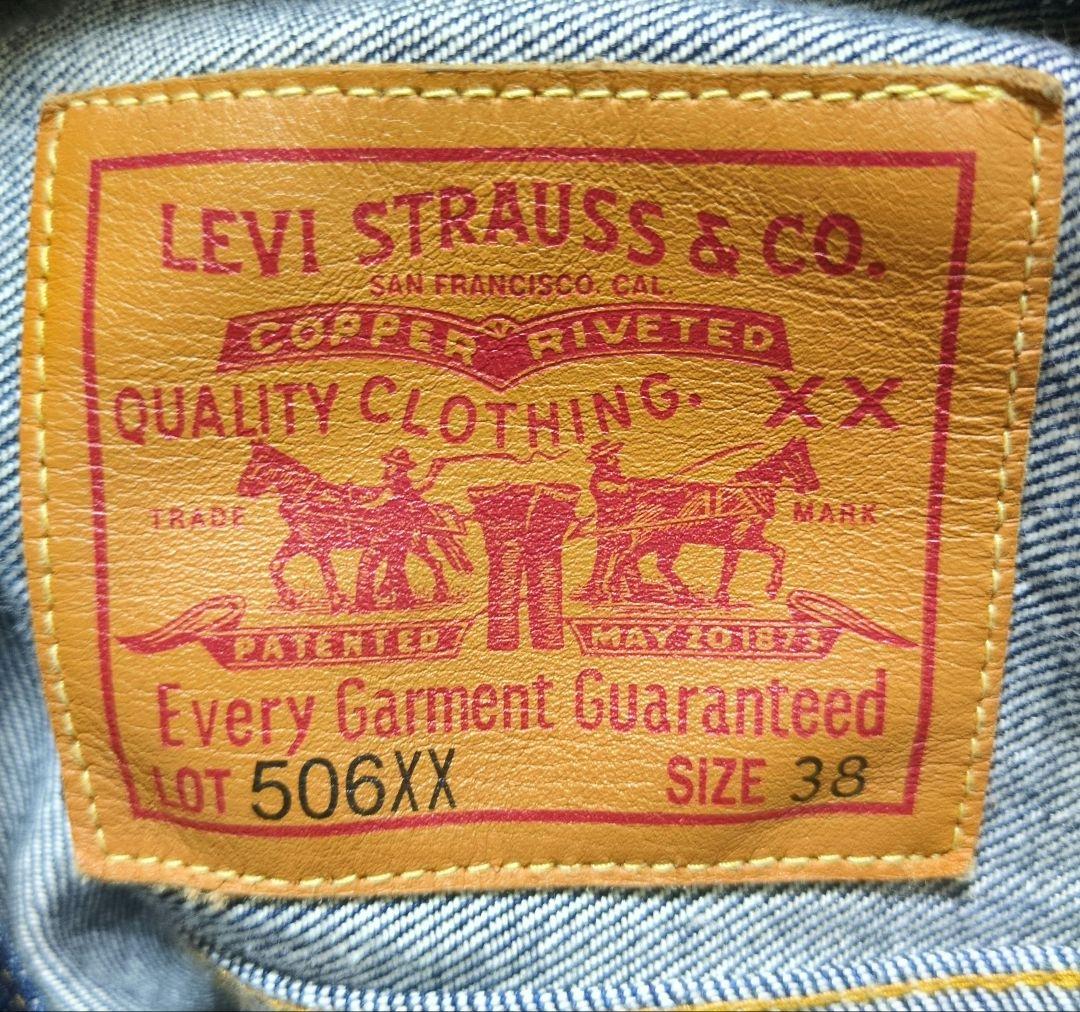 LEVI STRAUSS & CO.
SAN FRANCISCO. CAL.
COPPER RIVETED
QUALITY CLOTHING. XX
TRADE MARK
PATENTED MAY 20 1873
Every Garment Guaranteed
LOT 506XX SIZE 38